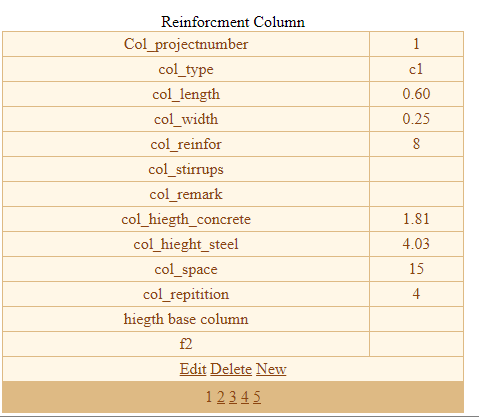 Reinforcment Column
Col_projectnumber 1
col_type c1
col_length 0.60
col_width 0.25
col_reinfor 8
col_stirrups
col_remark
col_hiegth_concrete 1.81
col_hieght_steel 4.03
col_space 15
col_repitition 4
hiegth base column
f2
Edit Delete New
1 2 3 4 5